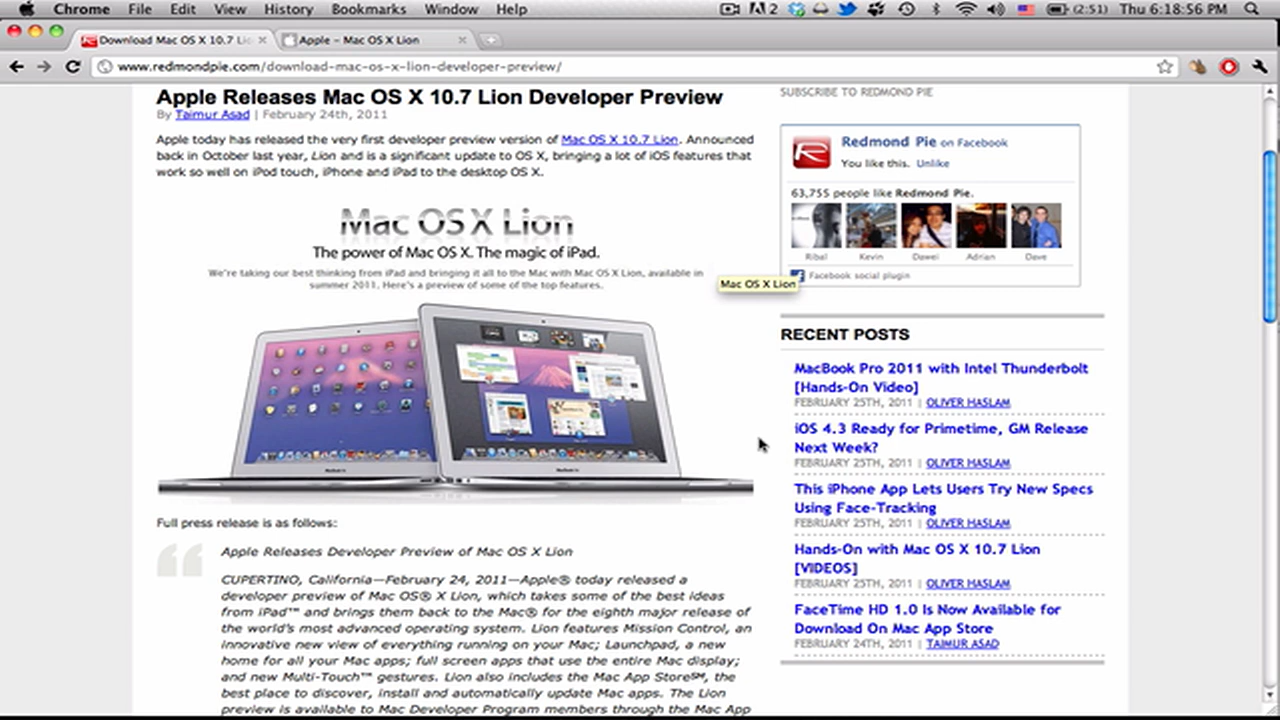 Chrome File Edit View History Bookmarks Window Help 2 (2:51) Thu 6:18:56 PM
Download Mac OS X 10.7 Li Apple – Mac OS X Lion
www.redmondpie.com/download-mac-os-x-lion-developer-preview/
Apple Releases Mac OS X 10.7 Lion Developer Preview
By Taimur Asad | February 24th, 2011
Apple today has released the very first developer preview version of Mac OS X 10.7 Lion. Announced
back in October last year, Lion and is a significant update to OS X, bringing a lot of iOS features that
work so well on iPod touch, iPhone and iPad to the desktop OS X.
Mac OS X Lion
The power of Mac OS X. The magic of iPad.
We're taking our best thinking from iPad and bringing it all to the Mac with Mac OS X Lion, available in
summer 2011. Here's a preview of some of the top features.
Mac OS X Lion
Full press release is as follows:
Apple Releases Developer Preview of Mac OS X Lion
CUPERTINO, California—February 24, 2011—Apple® today released a
developer preview of Mac OS® X Lion, which takes some of the best ideas
from iPad™ and brings them back to the Mac® for the eighth major release of
the world's most advanced operating system. Lion features Mission Control, an
innovative new view of everything running on your Mac; Launchpad, a new
home for all your Mac apps; full screen apps that use the entire Mac display;
and new Multi-Touch™ gestures. Lion also includes the Mac App Store℠, the
best place to discover, install and automatically update Mac apps. The Lion
preview is available to Mac Developer Program members through the Mac App
SUBSCRIBE TO REDMOND PIE
Redmond Pie on Facebook
You like this. Unlike
63,755 people like Redmond Pie.
Ribal Kevin Dawei Adrian Dave
Facebook social plugin
RECENT POSTS
MacBook Pro 2011 with Intel Thunderbolt
[Hands-On Video]
FEBRUARY 25TH, 2011 | OLIVER HASLAM
iOS 4.3 Ready for Primetime, GM Release
Next Week?
FEBRUARY 25TH, 2011 | OLIVER HASLAM
This iPhone App Lets Users Try New Specs
Using Face-Tracking
FEBRUARY 25TH, 2011 | OLIVER HASLAM
Hands-On with Mac OS X 10.7 Lion
[VIDEOS]
FEBRUARY 25TH, 2011 | OLIVER HASLAM
FaceTime HD 1.0 Is Now Available for
Download On Mac App Store
FEBRUARY 24TH, 2011 | TAIMUR ASAD